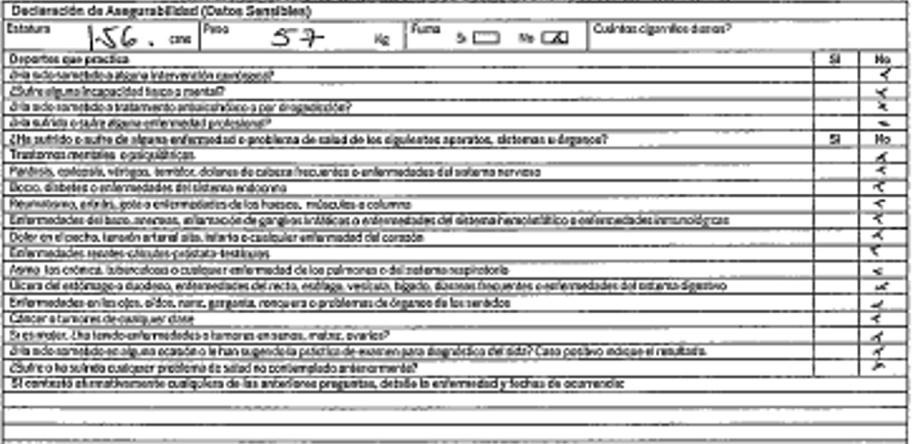 Declaración de Asegurabilidad (Datos Sensibles)
Estatura 1.56. cms Peso 57 Kg Fuma Si No X Cuántos cigarrillos diarios?
Deportes que practica Si No
¿Ha sido sometido a alguna intervención quirúrgica? x
¿Sufre alguna incapacidad física o mental? x
¿Ha sido sometido a tratamiento antialcohólico o por drogadicción? x
¿Ha sufrido o sufre alguna enfermedad profesional? x
¿Ha sufrido o sufre de alguna enfermedad o problema de salud de los siguientes aparatos, sistemas u órganos? Si No
Trastornos mentales o psiquiátricos x
Parálisis, epilepsia, vértigos, temblor, dolores de cabeza frecuentes o enfermedades del sistema nervioso x
Bocio, diabetes o enfermedades del sistema endocrino x
Reumatismo, artritis, gota o enfermedades de los huesos, músculos o columna x
Enfermedades del bazo, anemias, inflamación de ganglios linfáticos o enfermedades del sistema hemolinfático o enfermedades inmunológicas x
Dolor en el pecho, tensión arterial alta, infarto o cualquier enfermedad del corazón x
Enfermedades renales-cálculos-próstata-testículos x
Asma, tos crónica, tuberculosis o cualquier enfermedad de los pulmones o del sistema respiratorio x
Úlcera del estómago o duodeno, enfermedades del recto, esófago, vesícula, hígado, diarreas frecuentes o enfermedades del sistema digestivo x
Enfermedades en los ojos, oídos, nariz, garganta, ronquera o problemas de órganos de los sentidos x
Cáncer o tumores de cualquier clase x
Si es mujer, ¿ha tenido enfermedades o tumores en senos, matriz, ovarios? x
¿Ha sido sometido en alguna ocasión o le han sugerido la práctica de examen para diagnóstico del sida? Caso positivo indique el resultado. x
¿Sufre o ha sufrido cualquier problema de salud no contemplado anteriormente? x
Si contestó afirmativamente cualquiera de las anteriores preguntas, detalle la enfermedad y fechas de ocurrencia: